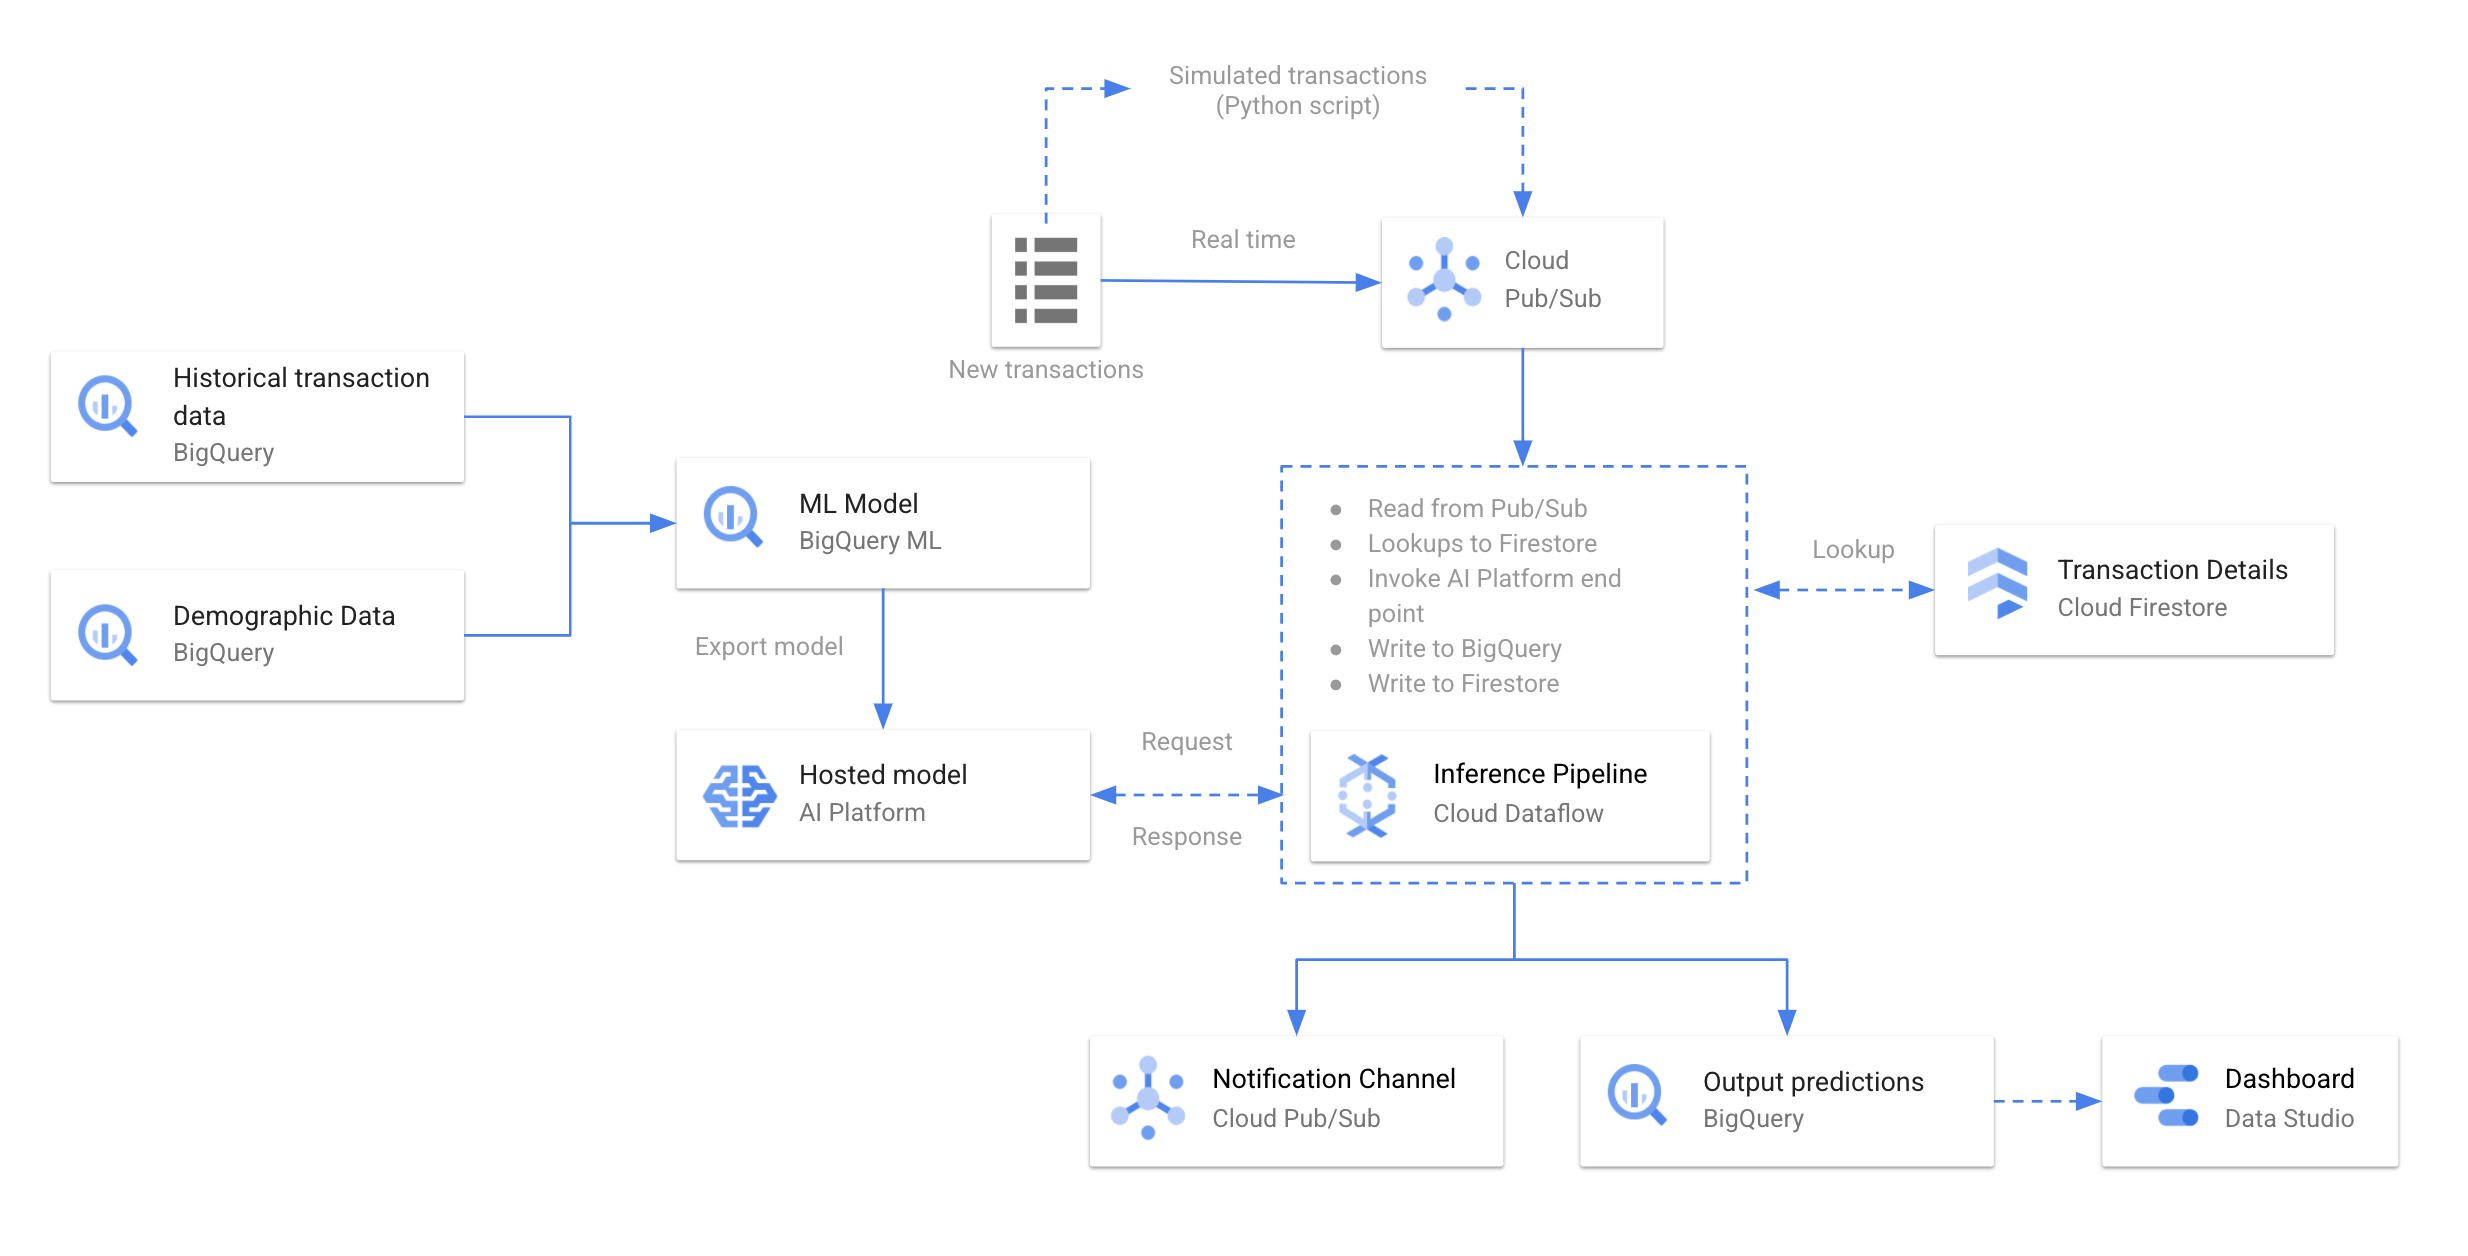 Simulated transactions
(Python script)
Real time
Cloud
Pub/Sub
New transactions
Historical transaction
data
BigQuery
Demographic Data
BigQuery
ML Model
BigQuery ML
Export model
Hosted model
AI Platform
Request
Response
● Read from Pub/Sub
● Lookups to Firestore
● Invoke AI Platform end
point
● Write to BigQuery
● Write to Firestore
Inference Pipeline
Cloud Dataflow
Lookup
Transaction Details
Cloud Firestore
Notification Channel
Cloud Pub/Sub
Output predictions
BigQuery
Dashboard
Data Studio